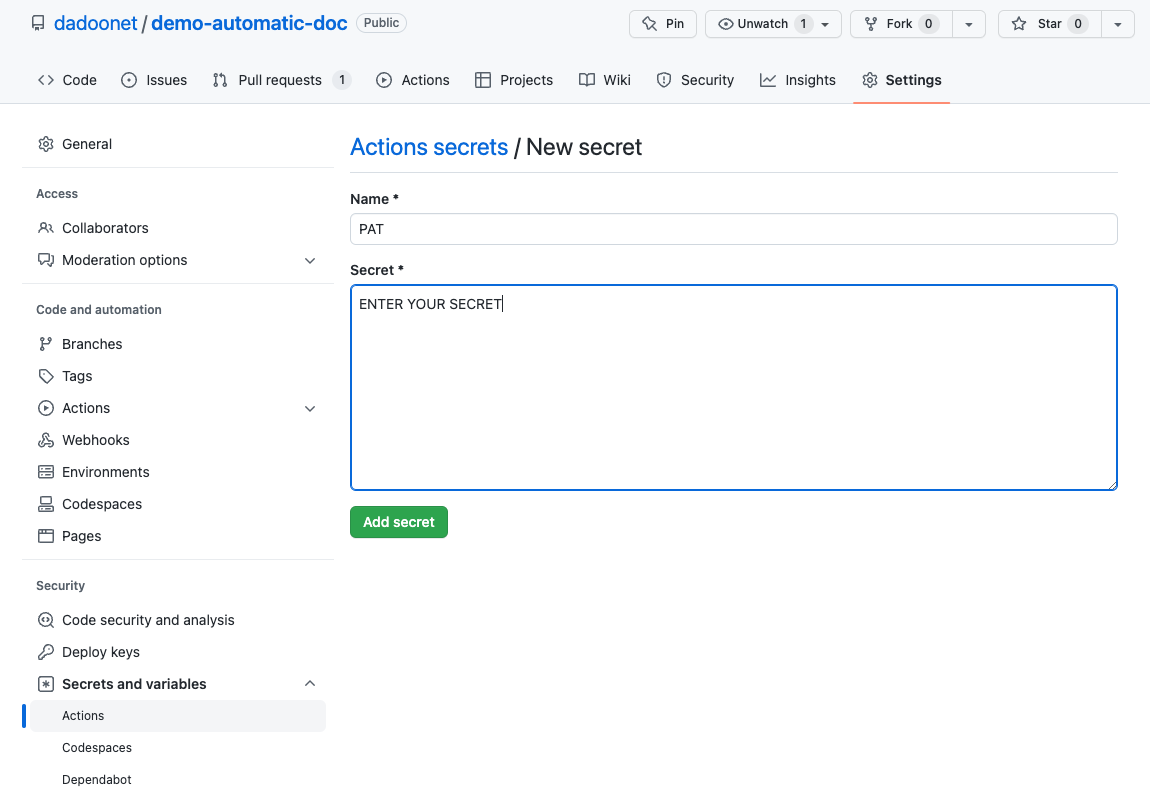 dadoonet / demo-automatic-doc Public Pin Unwatch 1 Fork 0 Star 0
Code Issues Pull requests 1 Actions Projects Wiki Security Insights Settings
General
Access
Collaborators
Moderation options
Code and automation
Branches
Tags
Actions
Webhooks
Environments
Codespaces
Pages
Security
Code security and analysis
Deploy keys
Secrets and variables
Actions
Codespaces
Dependabot
Actions secrets / New secret
Name *
PAT
Secret *
ENTER YOUR SECRET
Add secret